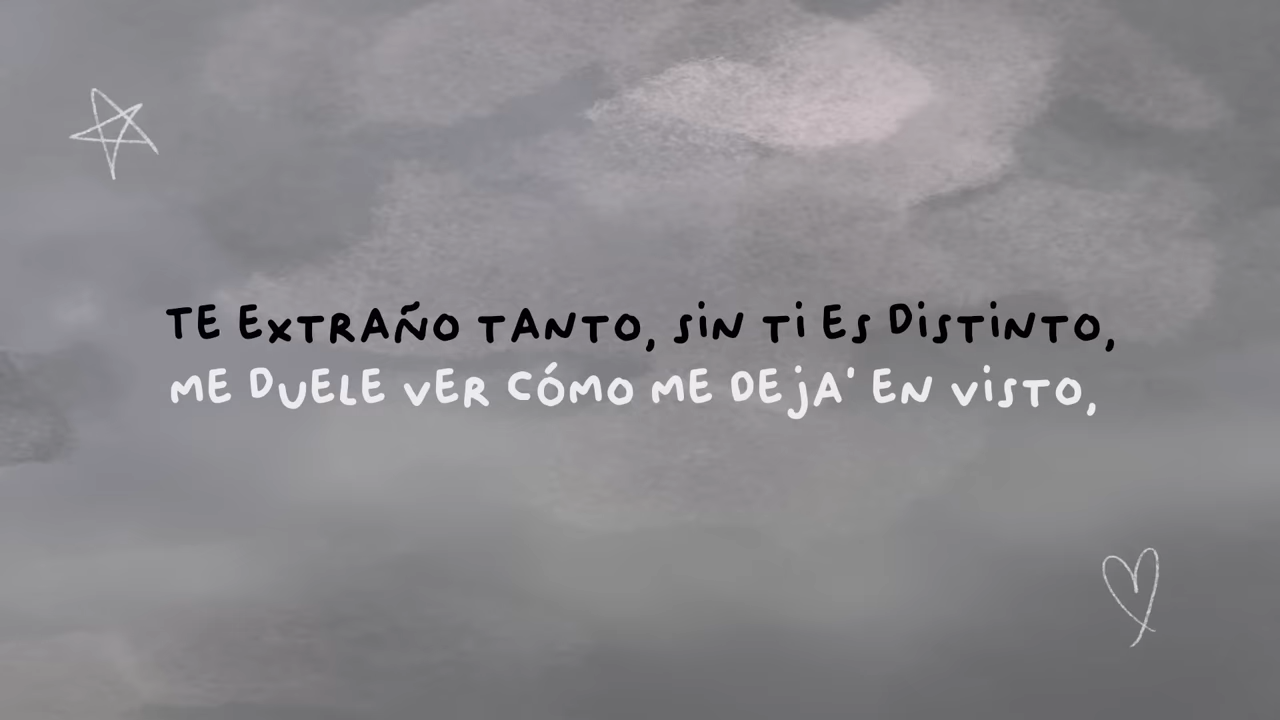 TE EXTRAÑO TANTO, SIN TI ES DISTINTO,
ME DUELE VER CÓMO ME DEJA' EN VISTO,